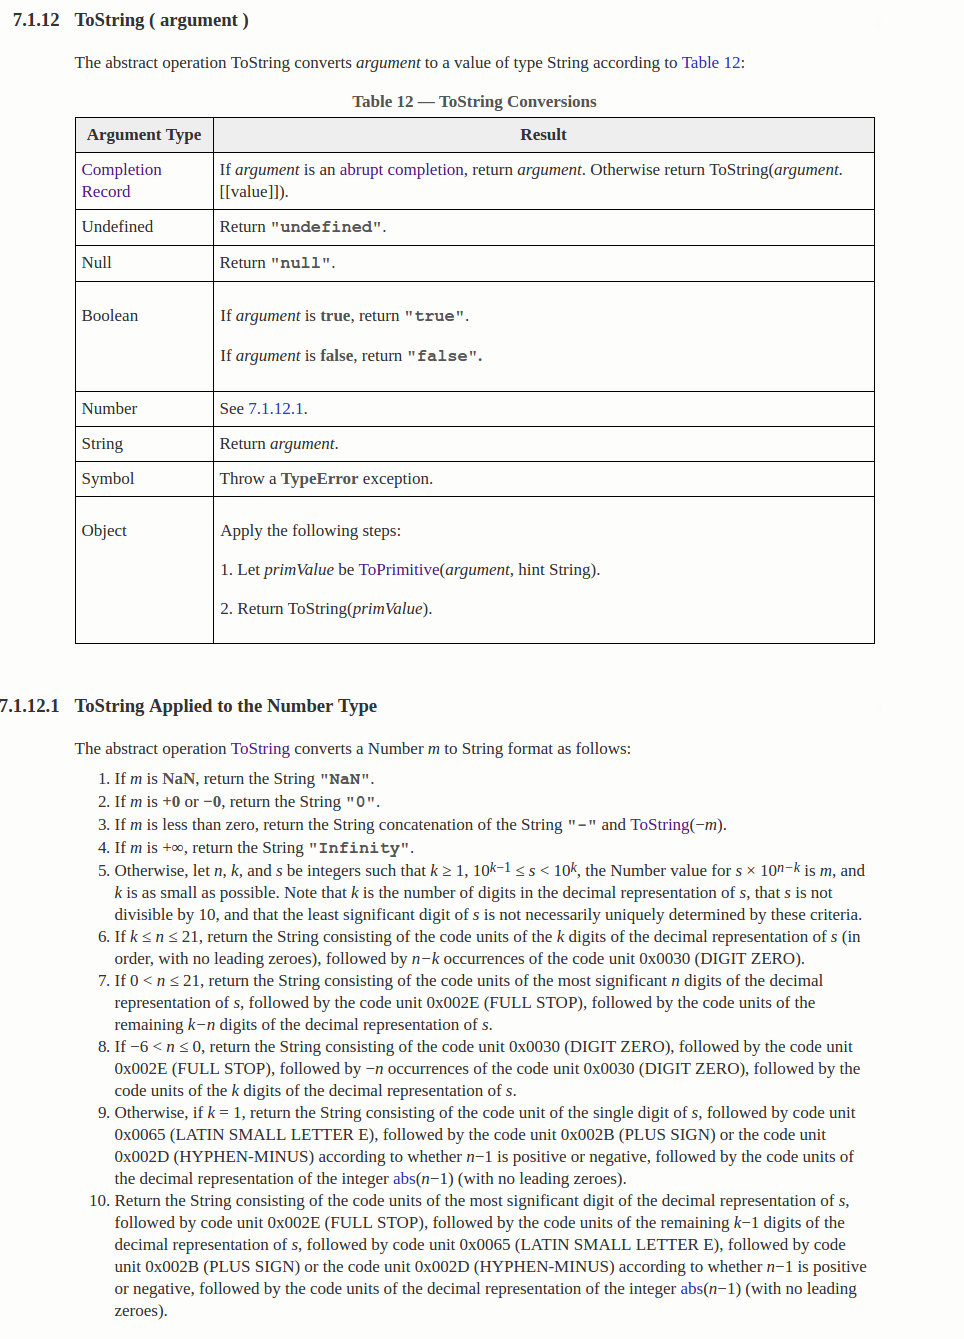 7.1.12 ToString ( argument )
The abstract operation ToString converts argument to a value of type String according to Table 12:
Table 12 — ToString Conversions
Argument Type Result
Completion Record If argument is an abrupt completion, return argument. Otherwise return ToString(argument.
[[value]]).
Undefined Return "undefined".
Null Return "null".
Boolean If argument is true, return "true".
If argument is false, return "false".
Number See 7.1.12.1.
String Return argument.
Symbol Throw a TypeError exception.
Object Apply the following steps:
1. Let primValue be ToPrimitive(argument, hint String).
2. Return ToString(primValue).
7.1.12.1 ToString Applied to the Number Type
The abstract operation ToString converts a Number m to String format as follows:
1. If m is NaN, return the String "NaN".
2. If m is +0 or −0, return the String "0".
3. If m is less than zero, return the String concatenation of the String "-" and ToString(−m).
4. If m is +∞, return the String "Infinity".
5. Otherwise, let n, k, and s be integers such that k ≥ 1, 10k−1 ≤ s < 10k, the Number value for s × 10n−k is m, and
k is as small as possible. Note that k is the number of digits in the decimal representation of s, that s is not
divisible by 10, and that the least significant digit of s is not necessarily uniquely determined by these criteria.
6. If k ≤ n ≤ 21, return the String consisting of the code units of the k digits of the decimal representation of s (in
order, with no leading zeroes), followed by n−k occurrences of the code unit 0x0030 (DIGIT ZERO).
7. If 0 < n ≤ 21, return the String consisting of the code units of the most significant n digits of the decimal
representation of s, followed by the code unit 0x002E (FULL STOP), followed by the code units of the
remaining k−n digits of the decimal representation of s.
8. If −6 < n ≤ 0, return the String consisting of the code unit 0x0030 (DIGIT ZERO), followed by the code unit
0x002E (FULL STOP), followed by −n occurrences of the code unit 0x0030 (DIGIT ZERO), followed by the
code units of the k digits of the decimal representation of s.
9. Otherwise, if k = 1, return the String consisting of the code unit of the single digit of s, followed by code unit
0x0065 (LATIN SMALL LETTER E), followed by the code unit 0x002B (PLUS SIGN) or the code unit
0x002D (HYPHEN-MINUS) according to whether n−1 is positive or negative, followed by the code units of
the decimal representation of the integer abs(n−1) (with no leading zeroes).
10. Return the String consisting of the code units of the most significant digit of the decimal representation of s,
followed by code unit 0x002E (FULL STOP), followed by the code units of the remaining k−1 digits of the
decimal representation of s, followed by code unit 0x0065 (LATIN SMALL LETTER E), followed by code
unit 0x002B (PLUS SIGN) or the code unit 0x002D (HYPHEN-MINUS) according to whether n−1 is positive
or negative, followed by the code units of the decimal representation of the integer abs(n−1) (with no leading
zeroes).